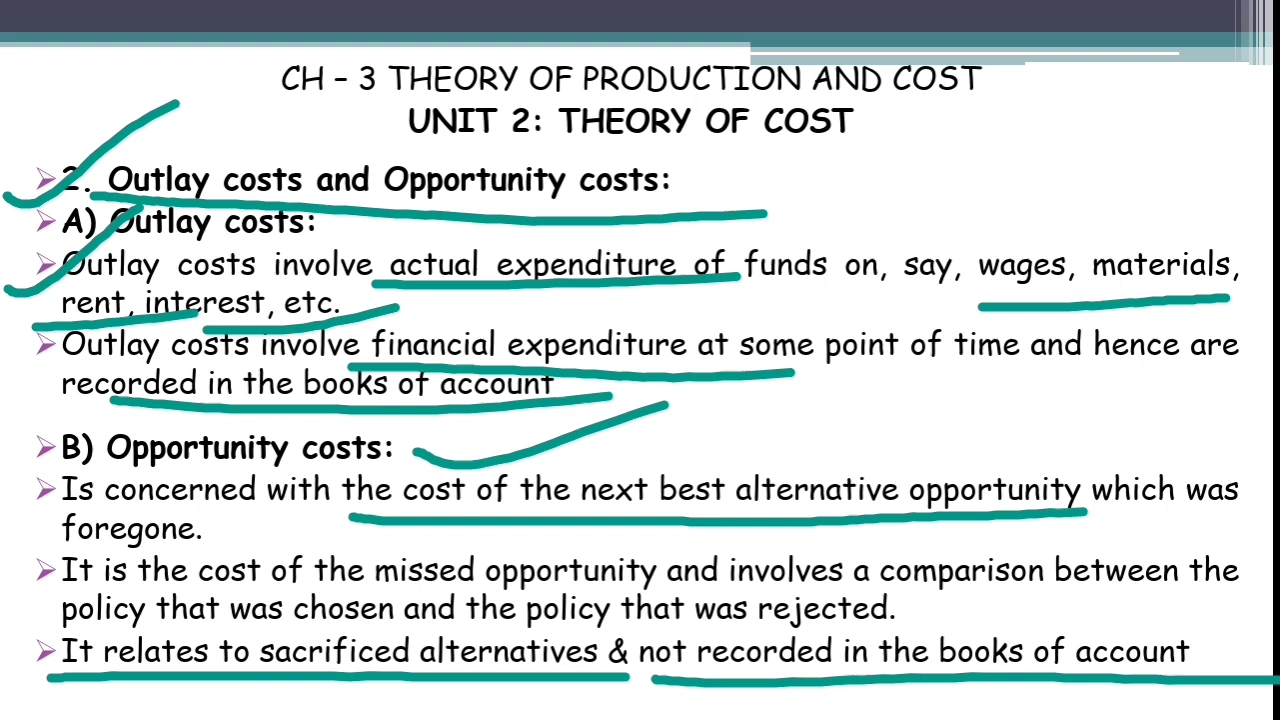 CH – 3 THEORY OF PRODUCTION AND COST
UNIT 2: THEORY OF COST
2. Outlay costs and Opportunity costs:
A) Outlay costs:
Outlay costs involve actual expenditure of funds on, say, wages, materials,
rent, interest, etc.
Outlay costs involve financial expenditure at some point of time and hence are
recorded in the books of account
B) Opportunity costs:
Is concerned with the cost of the next best alternative opportunity which was
foregone.
It is the cost of the missed opportunity and involves a comparison between the
policy that was chosen and the policy that was rejected.
It relates to sacrificed alternatives & not recorded in the books of account